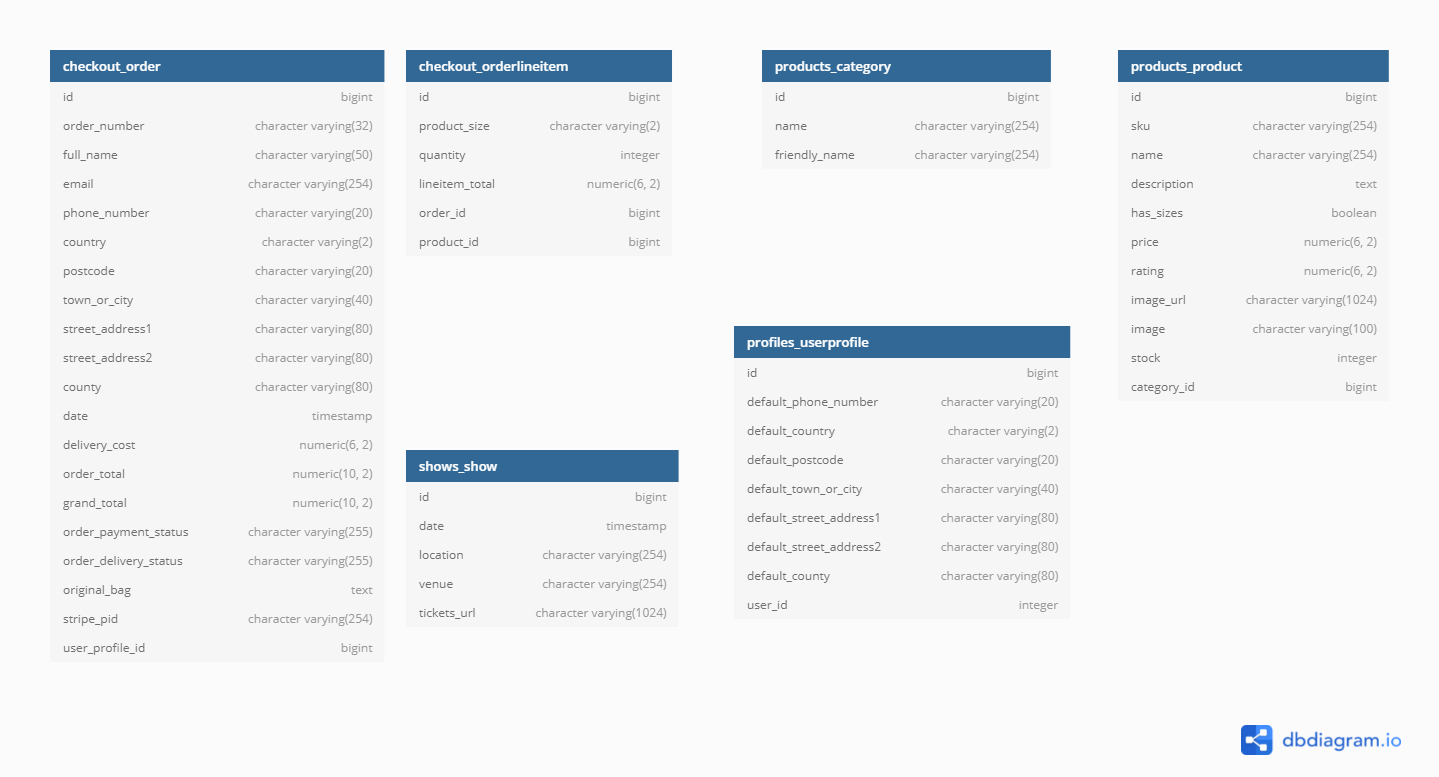 checkout_order
id bigint
order_number character varying(32)
full_name character varying(50)
email character varying(254)
phone_number character varying(20)
country character varying(2)
postcode character varying(20)
town_or_city character varying(40)
street_address1 character varying(80)
street_address2 character varying(80)
county character varying(80)
date timestamp
delivery_cost numeric(6, 2)
order_total numeric(10, 2)
grand_total numeric(10, 2)
order_payment_status character varying(255)
order_delivery_status character varying(255)
original_bag text
stripe_pid character varying(254)
user_profile_id bigint
checkout_orderlineitem
id bigint
product_size character varying(2)
quantity integer
lineitem_total numeric(6, 2)
order_id bigint
product_id bigint
shows_show
id bigint
date timestamp
location character varying(254)
venue character varying(254)
tickets_url character varying(1024)
products_category
id bigint
name character varying(254)
friendly_name character varying(254)
profiles_userprofile
id bigint
default_phone_number character varying(20)
default_country character varying(2)
default_postcode character varying(20)
default_town_or_city character varying(40)
default_street_address1 character varying(80)
default_street_address2 character varying(80)
default_county character varying(80)
user_id integer
products_product
id bigint
sku character varying(254)
name character varying(254)
description text
has_sizes boolean
price numeric(6, 2)
rating numeric(6, 2)
image_url character varying(1024)
image character varying(100)
stock integer
category_id bigint
dbdiagram.io